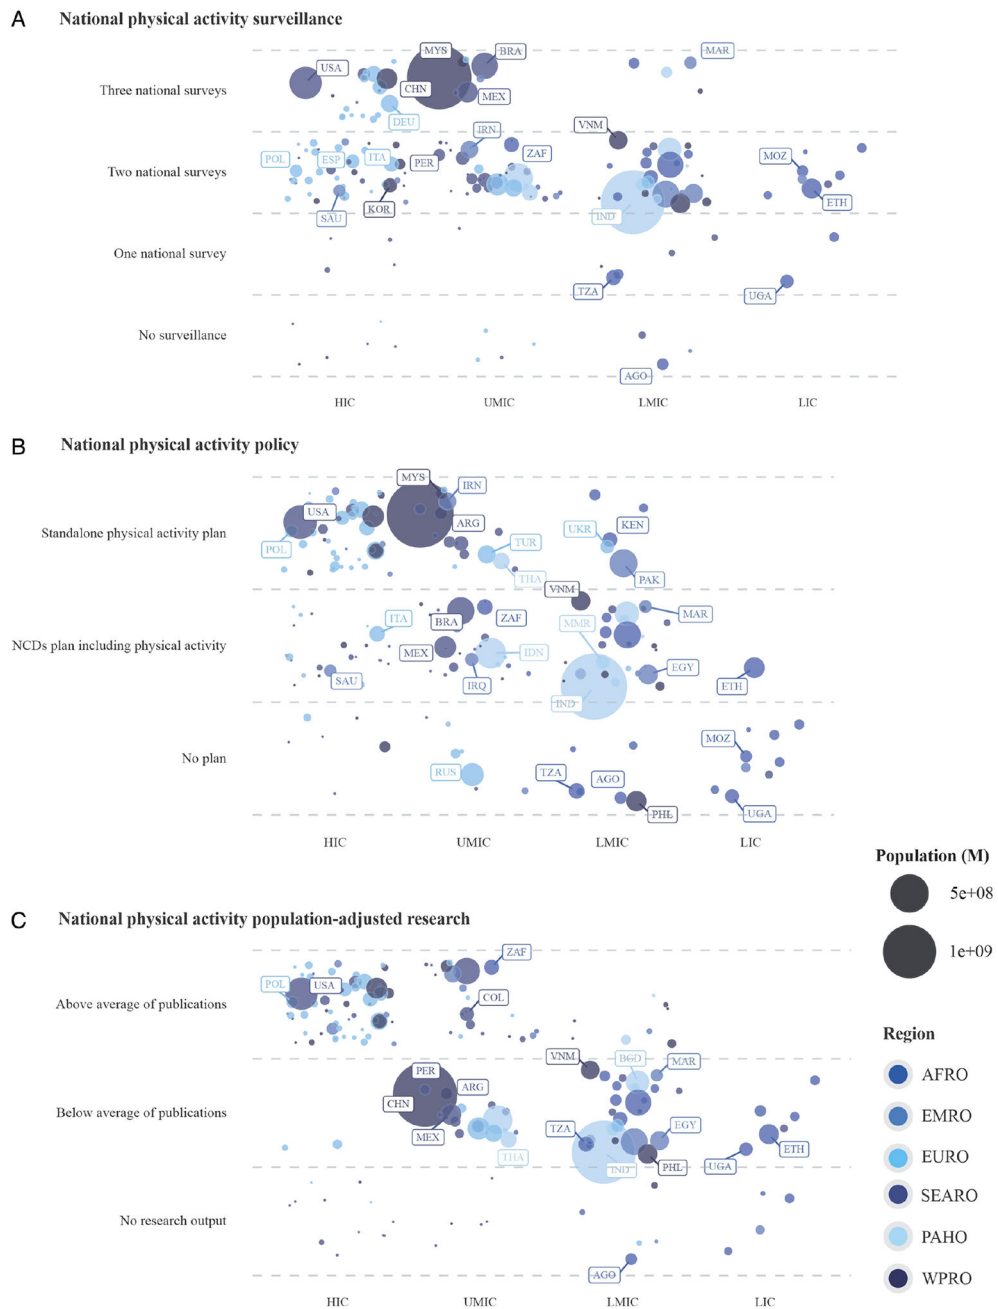 A National physical activity surveillance
MYS
BRA
MAR
USA
Three national surveys
CHN
MEX
DEU
VNM
IRN
ZAF
MOZ
POL
ESP
ITA
PER
Two national surveys
ETH
KOR
IND
SAU
One national survey
TZA
UGA
No surveillance
AGO
HIC
UMIC
LMIC
LIC
B National physical activity policy
MYS
IRN
USA
ARG
KEN
UKR
Standalone physical activity plan
TUR
POL
THA
PAK
VNM
ITA
BRA
ZAF
MMR
MAR
NCDs plan including physical activity
MEX
IDN
EGY
SAU
IRQ
ETH
IND
MOZ
No plan
RUS
TZA
AGO
PHL
UGA
HIC
UMIC
LMIC
LIC
Population (M)
5e+08
1e+09
C National physical activity population-adjusted research
ZAF
POL
USA
COL
Above average of publications
VNM
BGD
MAR
PER
ARG
CHN
Below average of publications
MEX
TZA
EGY
ETH
THA
IND
PHL
UGA
No research output
AGO
HIC
UMIC
LMIC
LIC
Region
AFRO
EMRO
EURO
SEARO
PAHO
WPRO